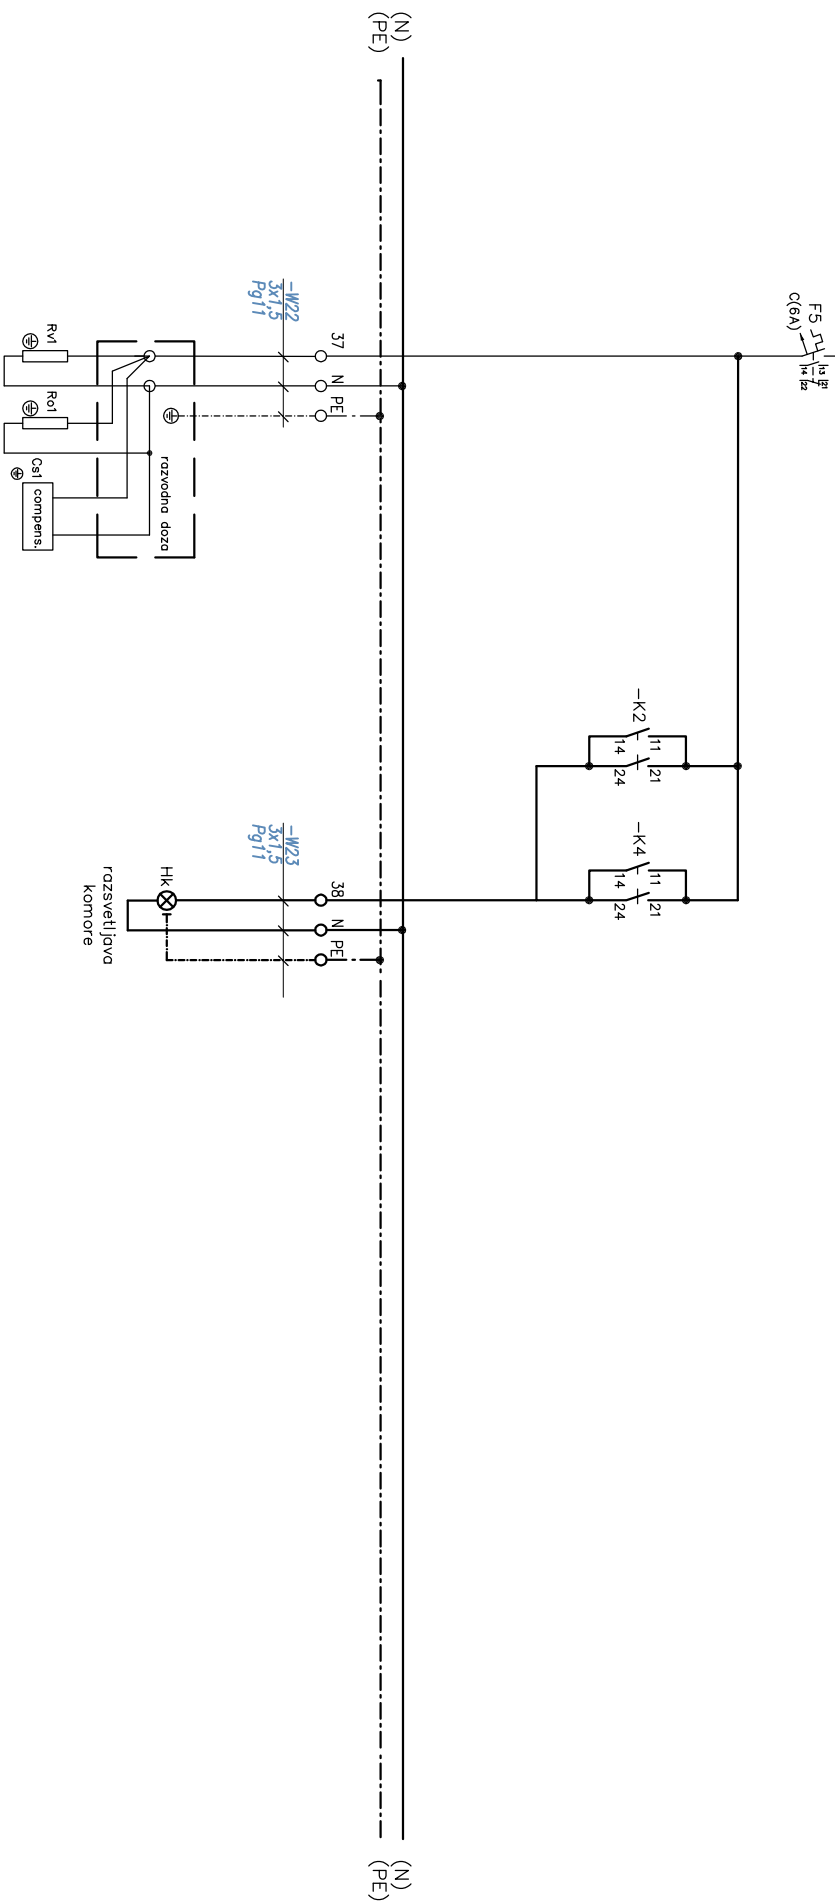 (N)
(PE)
F5
C(6A)
13
14
21
22
-K2
11
14
21
24
-K4
11
14
21
24
37
N
PE
-W22
3x1,5
Pg11
razvodna doza
Rv1
Ro1
Cs1
compens.
38
N
PE
-W23
3x1,5
Pg11
Hk
razsvetljava
komore
(N)
(PE)